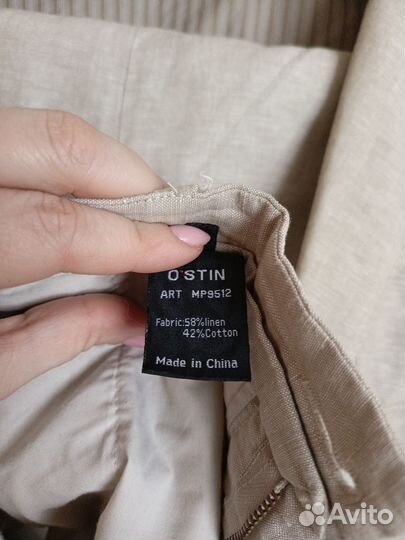 O'STIN
ART MP9512
Fabric:58%linen
42%Cotton
Made in China
Avito